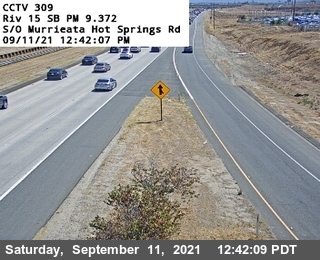 CCTV 309
Riv 15 SB PM 9.372
S/O Murrieata Hot Springs Rd
09/11/21 12:42:07 PM
Saturday, September 11, 2021 12:42:09 PDT